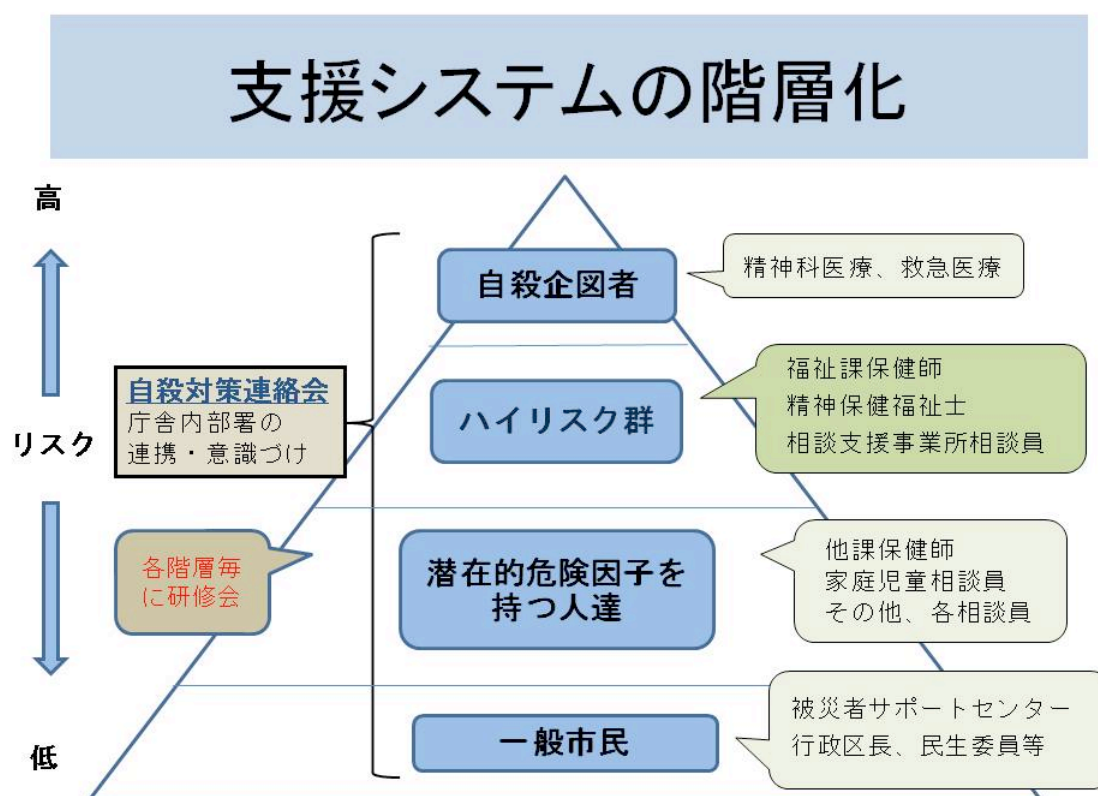 支援システムの階層化
高
自殺企図者
精神科医療、救急医療
自殺対策連絡会
庁舎内部署の
連携・意識づけ
リスク
ハイリスク群
福祉課保健師
精神保健福祉士
相談支援事業所相談員
各階層毎
に研修会
潜在的危険因子を
持つ人達
他課保健師
家庭児童相談員
その他、各相談員
低
一般市民
被災者サポートセンター
行政区長、民生委員等